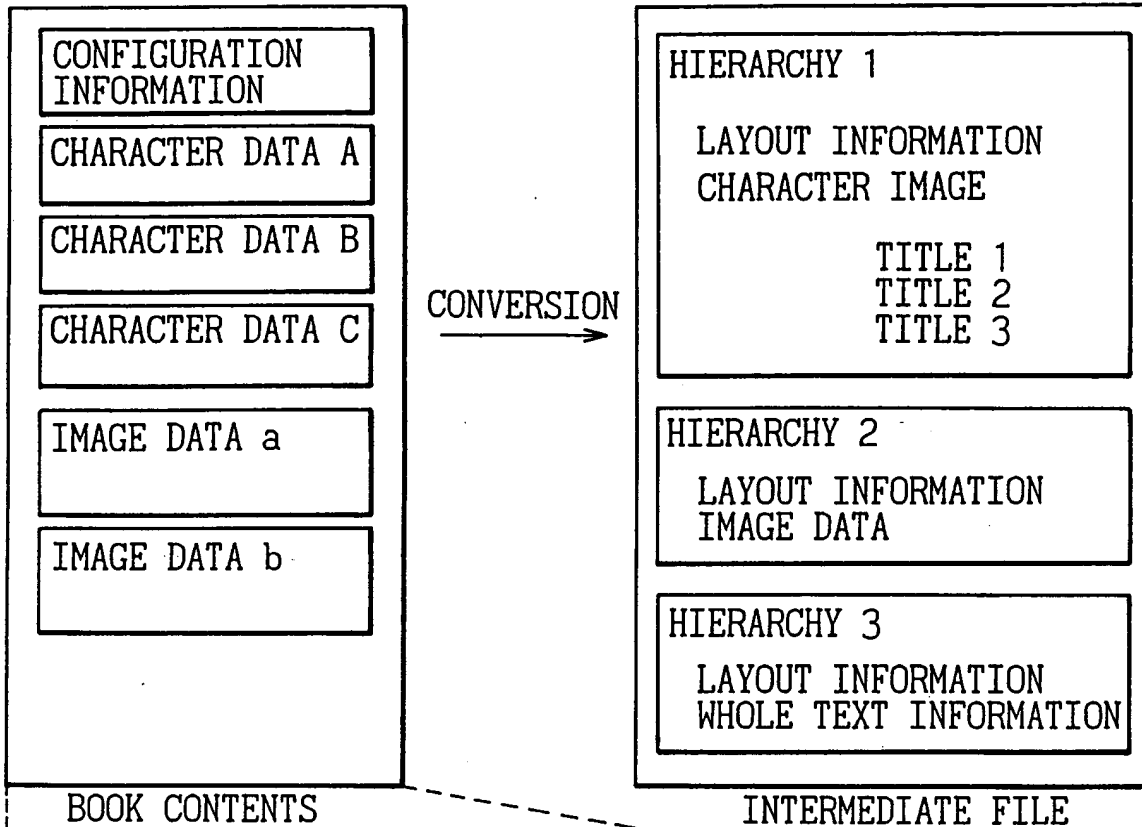 CONFIGURATION
INFORMATION
CHARACTER DATA A
CHARACTER DATA B
CHARACTER DATA C
IMAGE DATA a
IMAGE DATA b
BOOK CONTENTS
CONVERSION
HIERARCHY 1
LAYOUT INFORMATION
CHARACTER IMAGE
TITLE 1
TITLE 2
TITLE 3
HIERARCHY 2
LAYOUT INFORMATION
IMAGE DATA
HIERARCHY 3
LAYOUT INFORMATION
WHOLE TEXT INFORMATION
INTERMEDIATE FILE